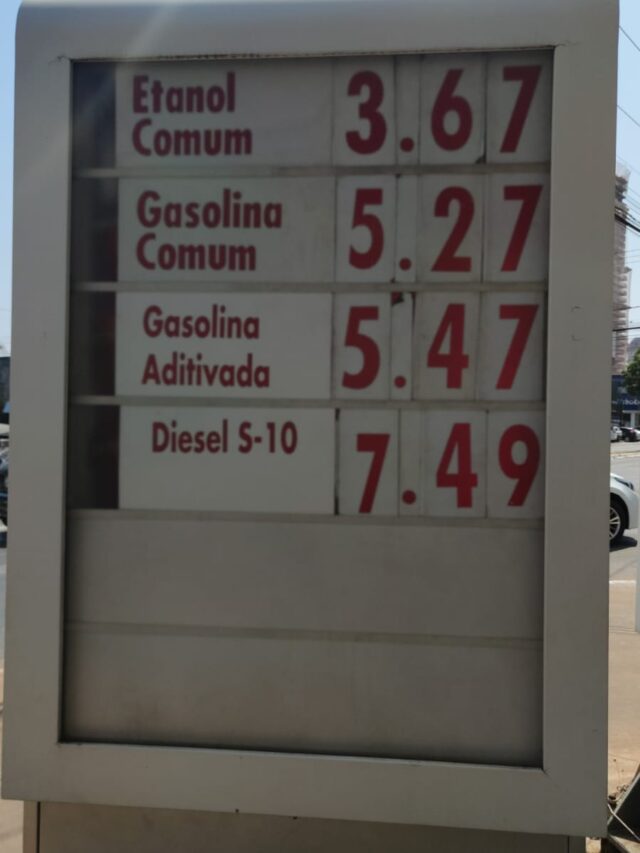 Etanol
Comum 3.67
Gasolina
Comum 5.27
Gasolina
Aditivada 5.47
Diesel S-10 7.49